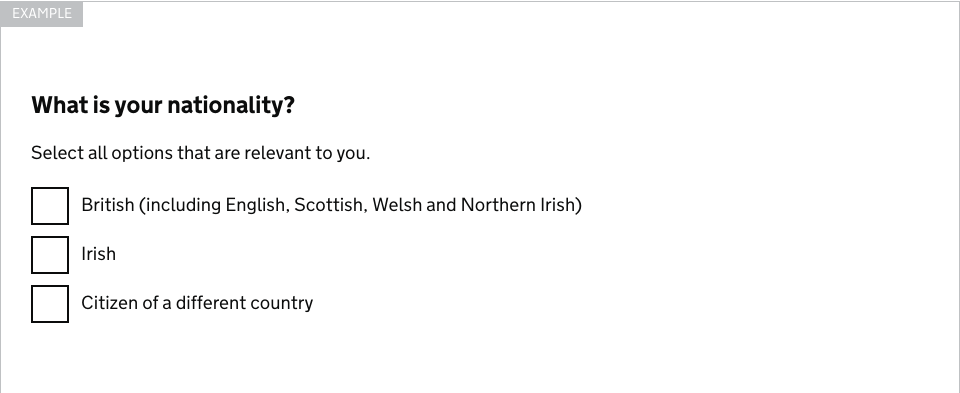 EXAMPLE
What is your nationality?
Select all options that are relevant to you.
British (including English, Scottish, Welsh and Northern Irish)
Irish
Citizen of a different country